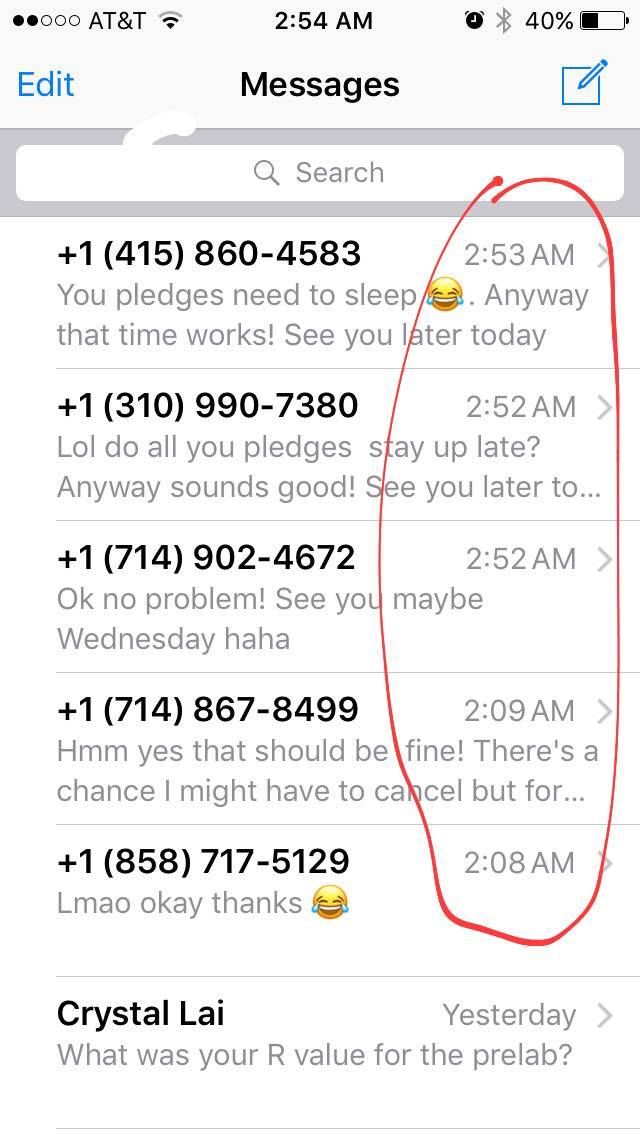 AT&T 2:54 AM 40%
Edit Messages
Search
+1 (415) 860-4583 2:53 AM
You pledges need to sleep 😂. Anyway
that time works! See you later today
+1 (310) 990-7380 2:52 AM
Lol do all you pledges  stay up late?
Anyway sounds good! See you later to...
+1 (714) 902-4672 2:52 AM
Ok no problem! See you maybe
Wednesday haha
+1 (714) 867-8499 2:09 AM
Hmm yes that should be  fine! There's a
chance I might have to cancel but for...
+1 (858) 717-5129 2:08 AM
Lmao okay thanks 😂
Crystal Lai Yesterday
What was your R value for the prelab?